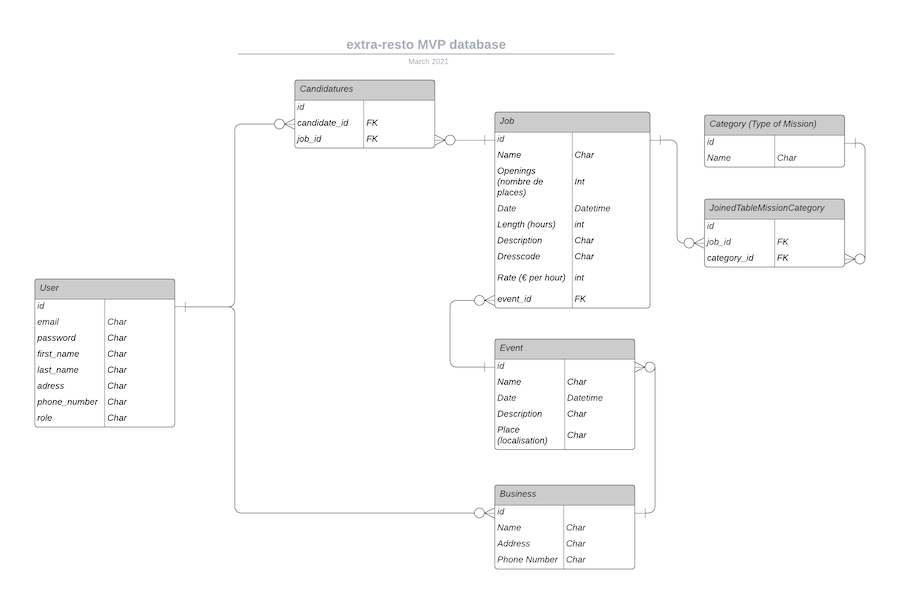 extra-resto MVP database
March 2021
Candidatures
id
candidate_id FK
job_id FK
Job
id
Name Char
Openings
(nombre de
places) Int
Date Datetime
Length (hours) int
Description Char
Dresscode Char
Rate (€ per hour) int
event_id FK
Category (Type of Mission)
id
Name Char
JoinedTableMissionCategory
id
job_id FK
category_id FK
User
id
email Char
password Char
first_name Char
last_name Char
adress Char
phone_number Char
role Char
Event
id
Name Char
Date Datetime
Description Char
Place
(localisation) Char
Business
id
Name Char
Address Char
Phone Number Char